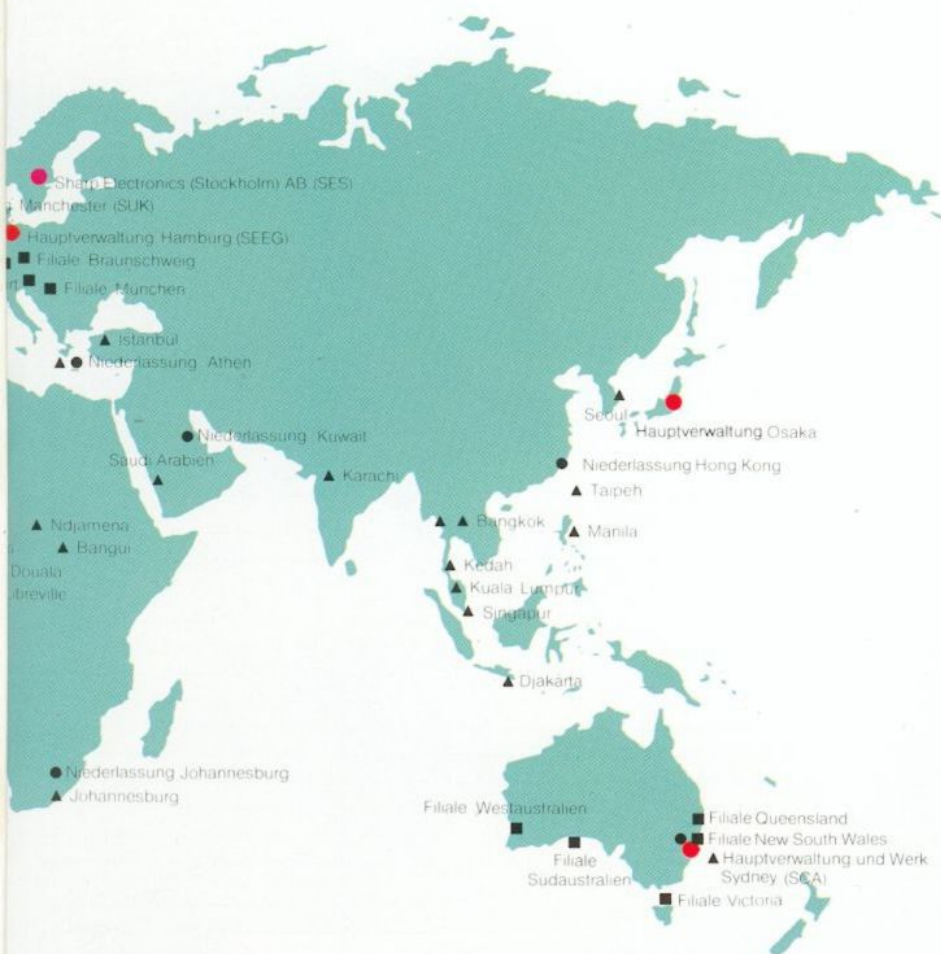 Sharp Electronics (Stockholm) AB (SES)
Manchester (SUK)
Hauptverwaltung Hamburg (SEEG)
Filiale Braunschweig
Filiale München
Istanbul
Niederlassung Athen
Seoul
Hauptverwaltung Osaka
Niederlassung Kuwait
Saudi Arabien
Karachi
Niederlassung Hong Kong
Taipeh
Ndjamena
Bangkok
Manila
Bangui
Douala
Kedah
ibreville
Kuala Lumpur
Singapur
Djakarta
Niederlassung Johannesburg
Johannesburg
Filiale Westaustralien
Filiale Queensland
Filiale New South Wales
Filiale
Sudaustralien
Hauptverwaltung und Werk
Sydney (SCA)
Filiale Victoria